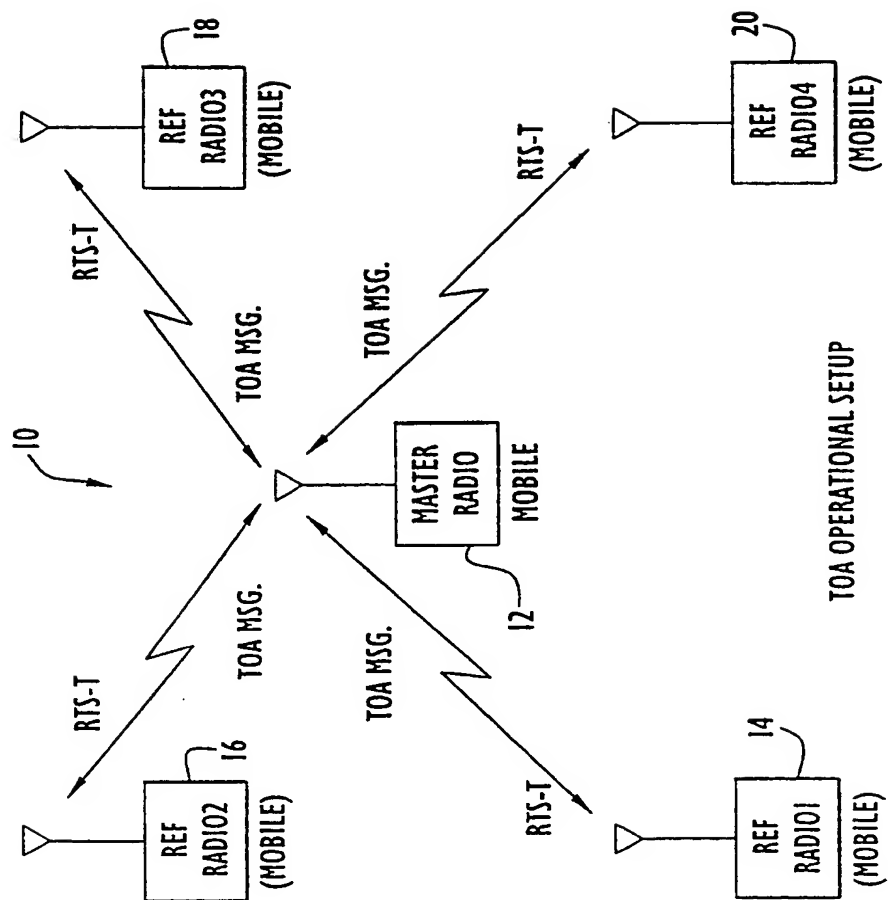 10
REF
RADIO2
(MOBILE)
16
RTS-T
TOA MSG.
REF
RADIO3
(MOBILE)
18
RTS-T
TOA MSG.
MASTER
RADIO
MOBILE
12
TOA MSG.
RTS-T
REF
RADIO1
(MOBILE)
14
TOA MSG.
RTS-T
REF
RADIO4
(MOBILE)
20
TOA OPERATIONAL SETUP